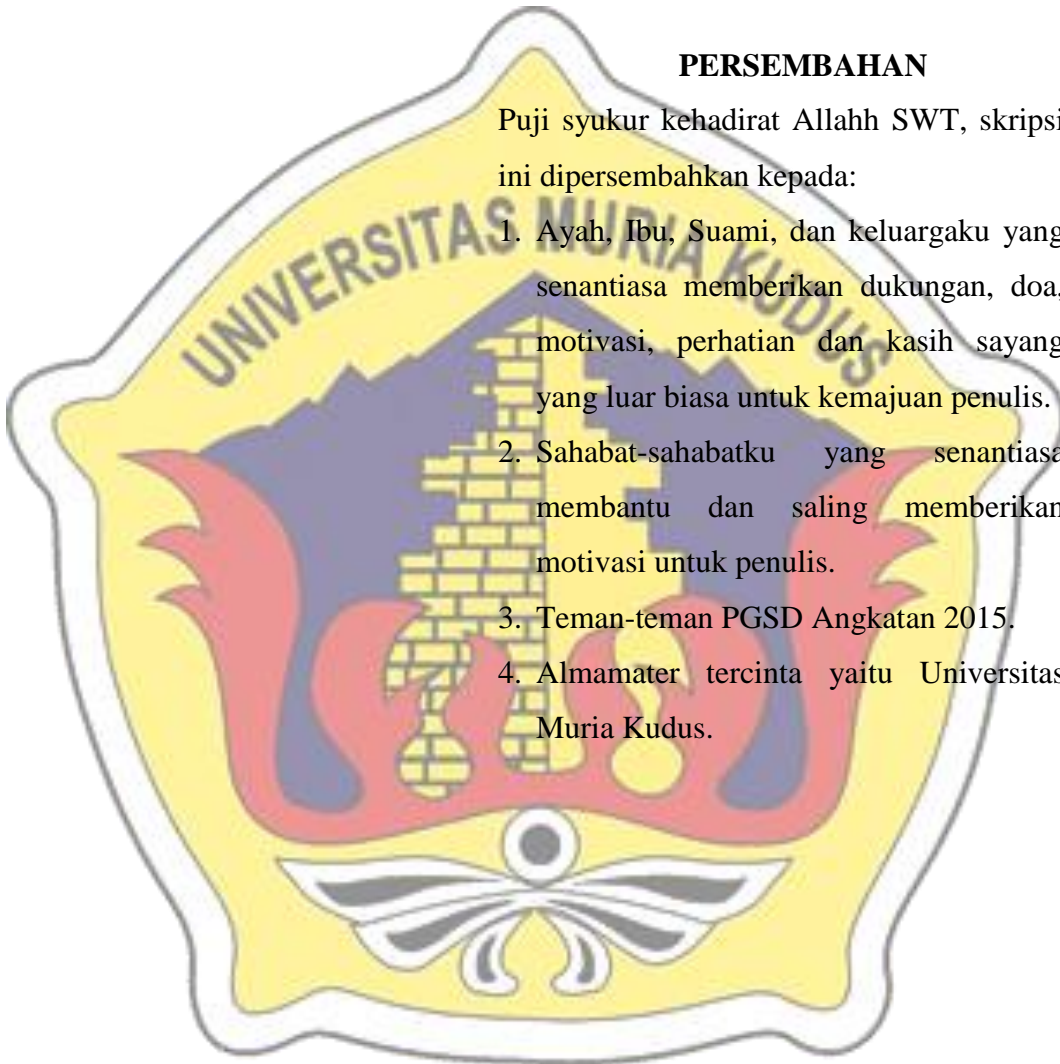 PERSEMBAHAN
Puji syukur kehadirat Allahh SWT, skripsi
ini dipersembahkan kepada:
1. Ayah, Ibu, Suami, dan keluargaku yang
senantiasa memberikan dukungan, doa,
motivasi, perhatian dan kasih sayang
yang luar biasa untuk kemajuan penulis.
2. Sahabat-sahabatku yang senantiasa
membantu dan saling memberikan
motivasi untuk penulis.
3. Teman-teman PGSD Angkatan 2015.
4. Almamater tercinta yaitu Universitas
Muria Kudus.
UNIVERSITAS MURIA KUDUS